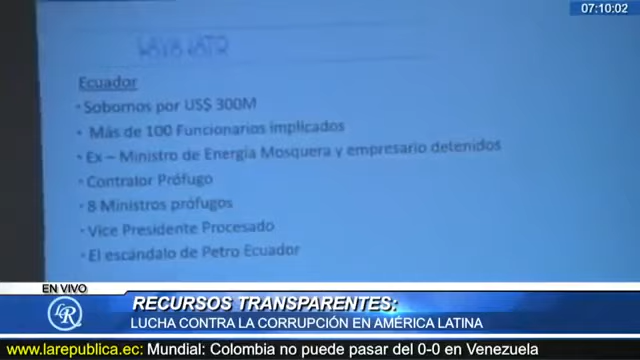 07:10:02
LAVA JATO
Ecuador
• Sobornos por US$ 300M
• Más de 100 Funcionarios implicados
• Ex – Ministro de Energía Mosquera y empresario detenidos
• Contralor Prófugo
• 8 Ministros prófugos
• Vice Presidente Procesado
• El escándalo de Petro Ecuador
EN VIVO
LR
RECURSOS TRANSPARENTES:
LUCHA CONTRA LA CORRUPCIÓN EN AMÉRICA LATINA
www.larepublica.ec: Mundial: Colombia no puede pasar del 0-0 en Venezuela